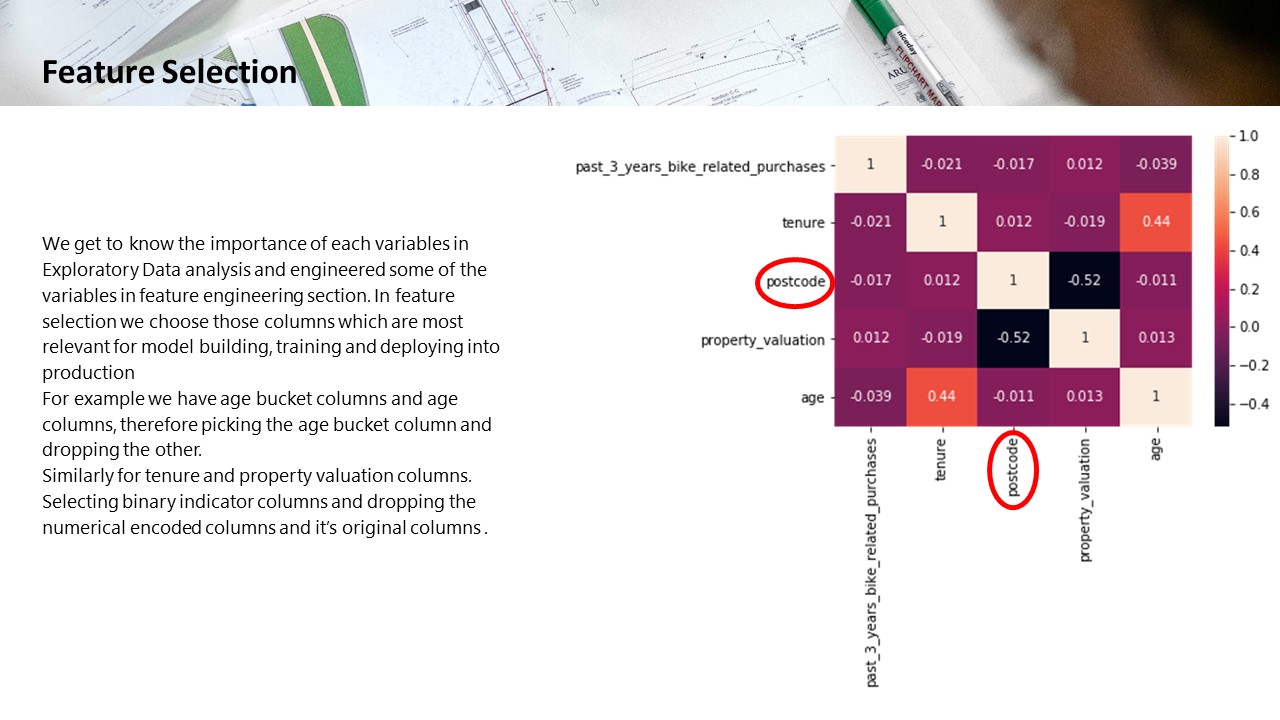 Feature Selection
niceday
FLIPCHART MAR
ARU
Section C-C
We get to know the importance of each variables in
Exploratory Data analysis and engineered some of the
variables in feature engineering section. In feature
selection we choose those columns which are most
relevant for model building, training and deploying into
production
For example we have age bucket columns and age
columns, therefore picking the age bucket column and
dropping the other.
Similarly for tenure and property valuation columns.
Selecting binary indicator columns and dropping the
numerical encoded columns and it's original columns .
past_3_years_bike_related_purchases 1 -0.021 -0.017 0.012 -0.039
tenure -0.021 1 0.012 -0.019 0.44
postcode -0.017 0.012 1 -0.52 -0.011
property_valuation 0.012 -0.019 -0.52 1 0.013
age -0.039 0.44 -0.011 0.013 1
past_3_years_bike_related_purchases
tenure
postcode
property_valuation
age
1.0
0.8
0.6
0.4
0.2
0.0
−0.2
−0.4